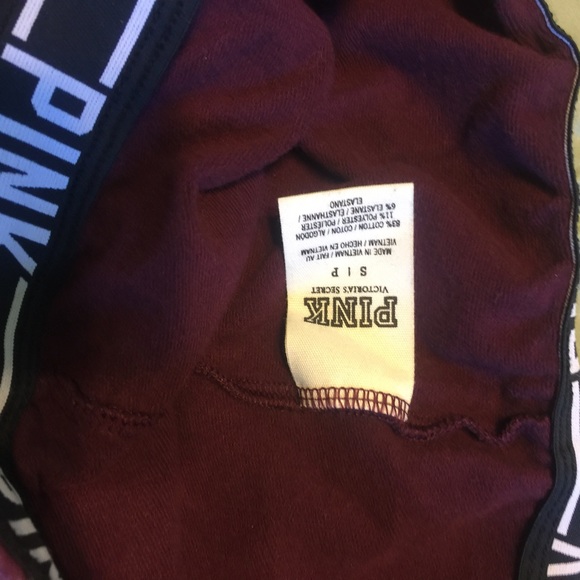 PINK
PINK
VICTORIA'S SECRET
S | P
MADE IN VIETNAM / FAIT AU
VIETNAM / HECHO EN VIETNAM
83% COTTON / COTON / ALGODON
11% POLYESTER / POLIESTER
6% ELASTANE / ELASTHANNE /
ELASTANO